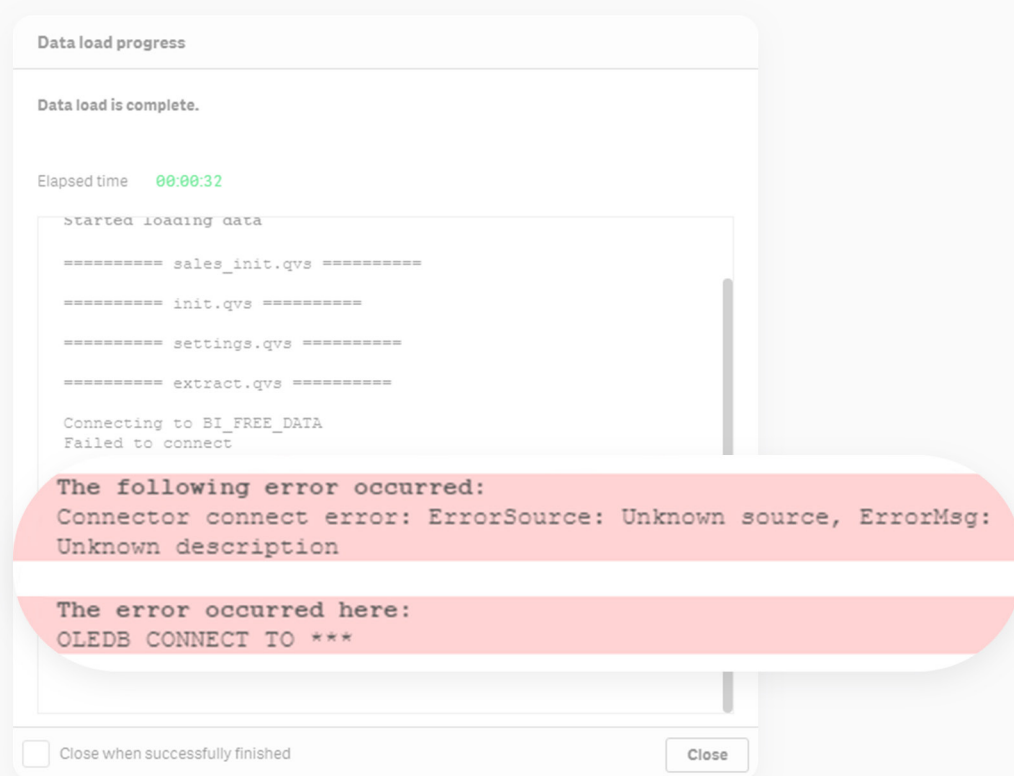 Data load progress
Data load is complete.
Elapsed time 00:00:32
Started loading data
========== sales_init.qvs ==========
========== init.qvs ==========
========== settings.qvs ==========
========== extract.qvs ==========
Connecting to BI_FREE_DATA
Failed to connect
The following error occurred:
Connector connect error: ErrorSource: Unknown source, ErrorMsg:
Unknown description
The error occurred here:
OLEDB CONNECT TO ***
Close when successfully finished
Close